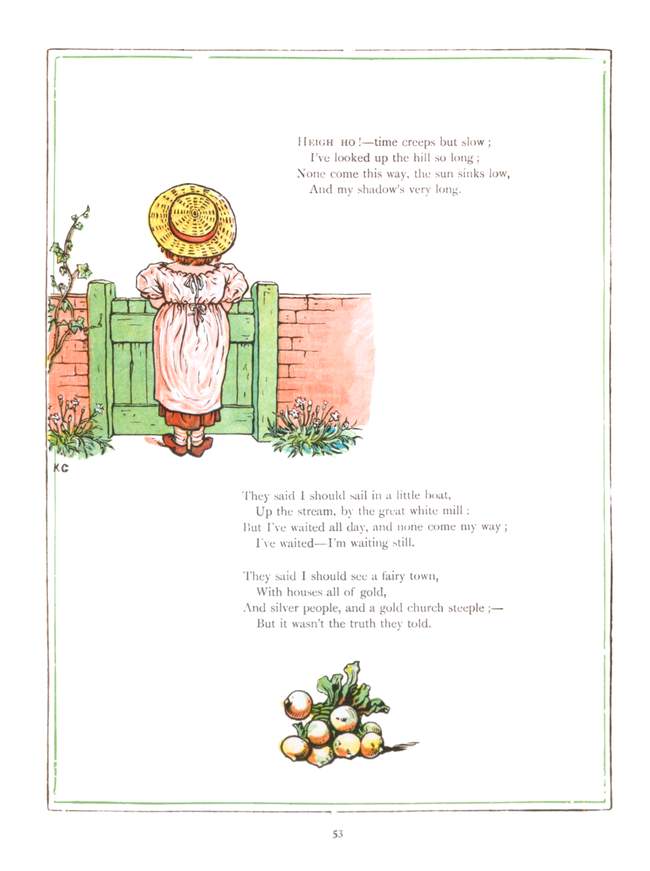 HEIGH HO!—time creeps but slow;
I've looked up the hill so long;
None come this way, the sun sinks low,
And my shadow's very long.
KG
They said I should sail in a little boat,
Up the stream, by the great white mill:
But I've waited all day, and none come my way;
I've waited—I'm waiting still.
They said I should see a fairy town,
With houses all of gold,
And silver people, and a gold church steeple;—
But it wasn't the truth they told.
53